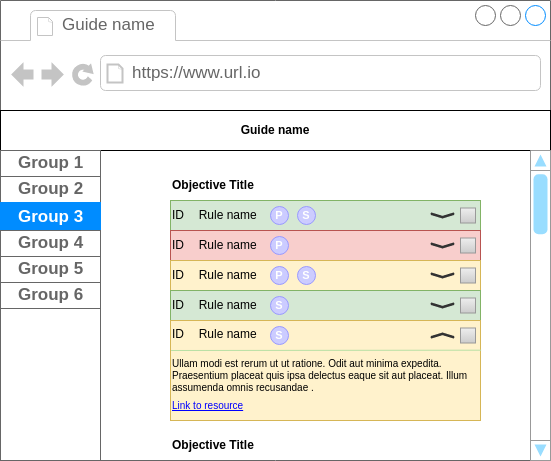 Guide name
https://www.url.io
Guide name
Group 1
Group 2
Group 3
Group 4
Group 5
Group 6
Objective Title
ID Rule name P S
ID Rule name P
ID Rule name P S
ID Rule name S
ID Rule name S
Ullam modi est rerum ut ut ratione. Odit aut minima expedita.
Praesentium placeat quis ipsa delectus eaque sit aut placeat. Illum
assumenda omnis recusandae .
Link to resource
Objective Title